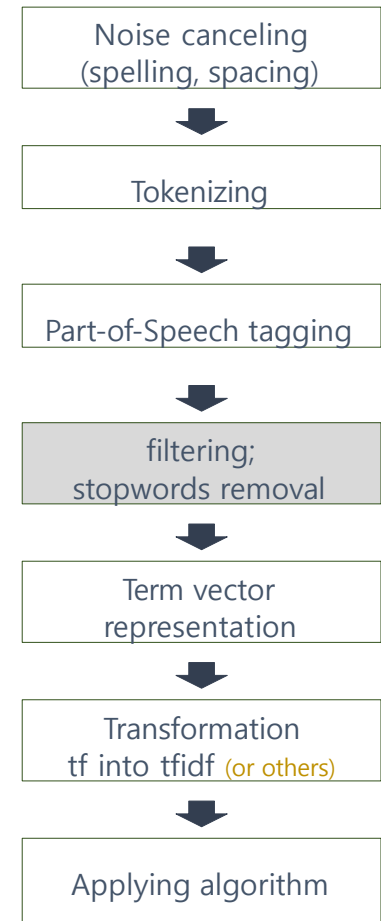 Noise canceling
(spelling, spacing)
Tokenizing
Part-of-Speech tagging
filtering;
stopwords removal
Term vector
representation
Transformation
tf into tfidf (or others)
Applying algorithm